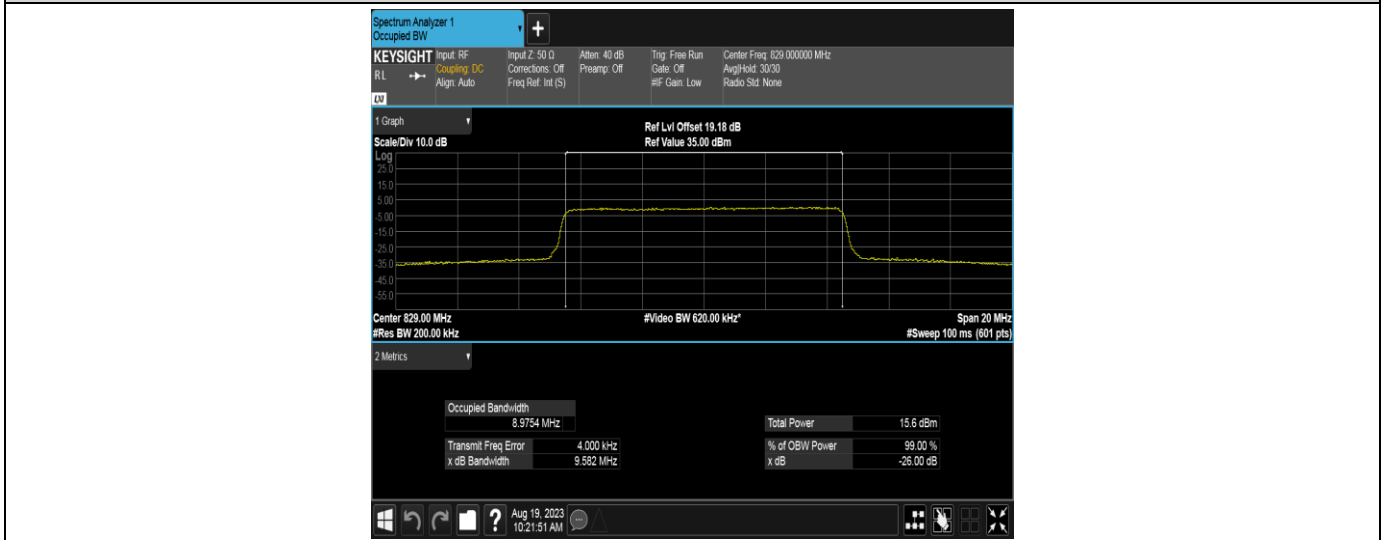 Spectrum Analyzer 1
Occupied BW
+
KEYSIGHT Input: RF Input Z: 50 Ω Atten: 40 dB Trig: Free Run Center Freq: 829.000000 MHz
RL Coupling: DC Corrections: Off Preamp: Off Gate: Off Avg|Hold: 30/30
Align: Auto Freq Ref: Int (S) #IF Gain: Low Radio Std: None
LXI
1 Graph
Ref Lvl Offset 19.18 dB
Scale/Div 10.0 dB Ref Value 35.00 dBm
Log
25.0
15.0
5.00
-5.00
-15.0
-25.0
-35.0
-45.0
-55.0
Center 829.00 MHz #Video BW 620.00 kHz* Span 20 MHz
#Res BW 200.00 kHz #Sweep 100 ms (601 pts)
2 Metrics
Occupied Bandwidth
8.9754 MHz Total Power 15.6 dBm
Transmit Freq Error 4.000 kHz % of OBW Power 99.00 %
x dB Bandwidth 9.582 MHz x dB -26.00 dB
? Aug 19, 2023
10:21:51 AM